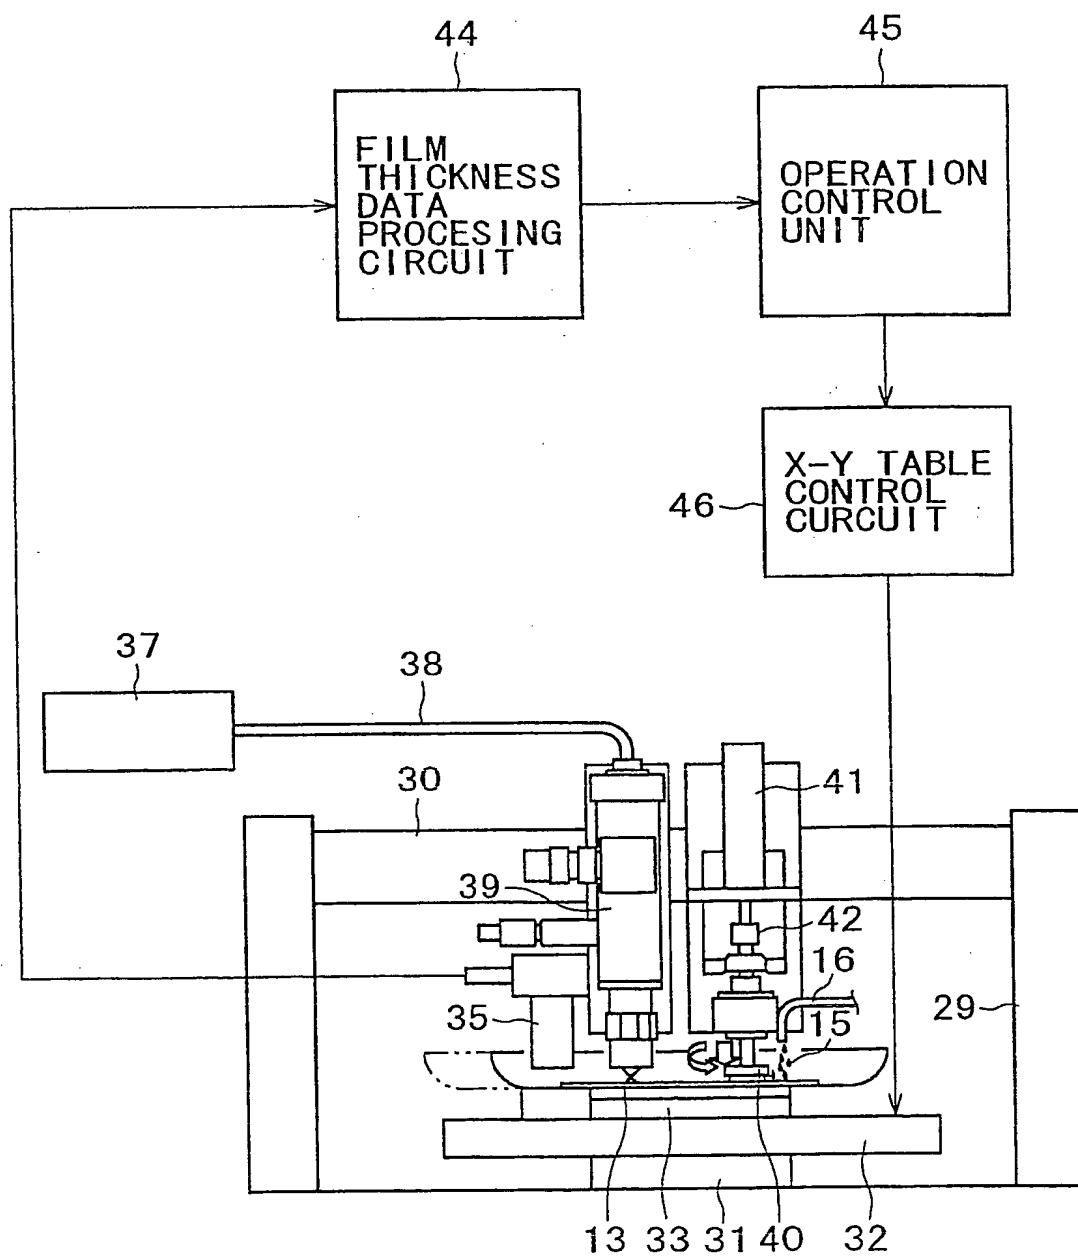 44
45
FILM
THICKNESS
DATA
PROCESING
CIRCUIT
OPERATION
CONTROL
UNIT
X-Y TABLE
CONTROL
CURCUIT
46
37
38
30
41
39
42
16
29
35
15
13 33 31 40 32